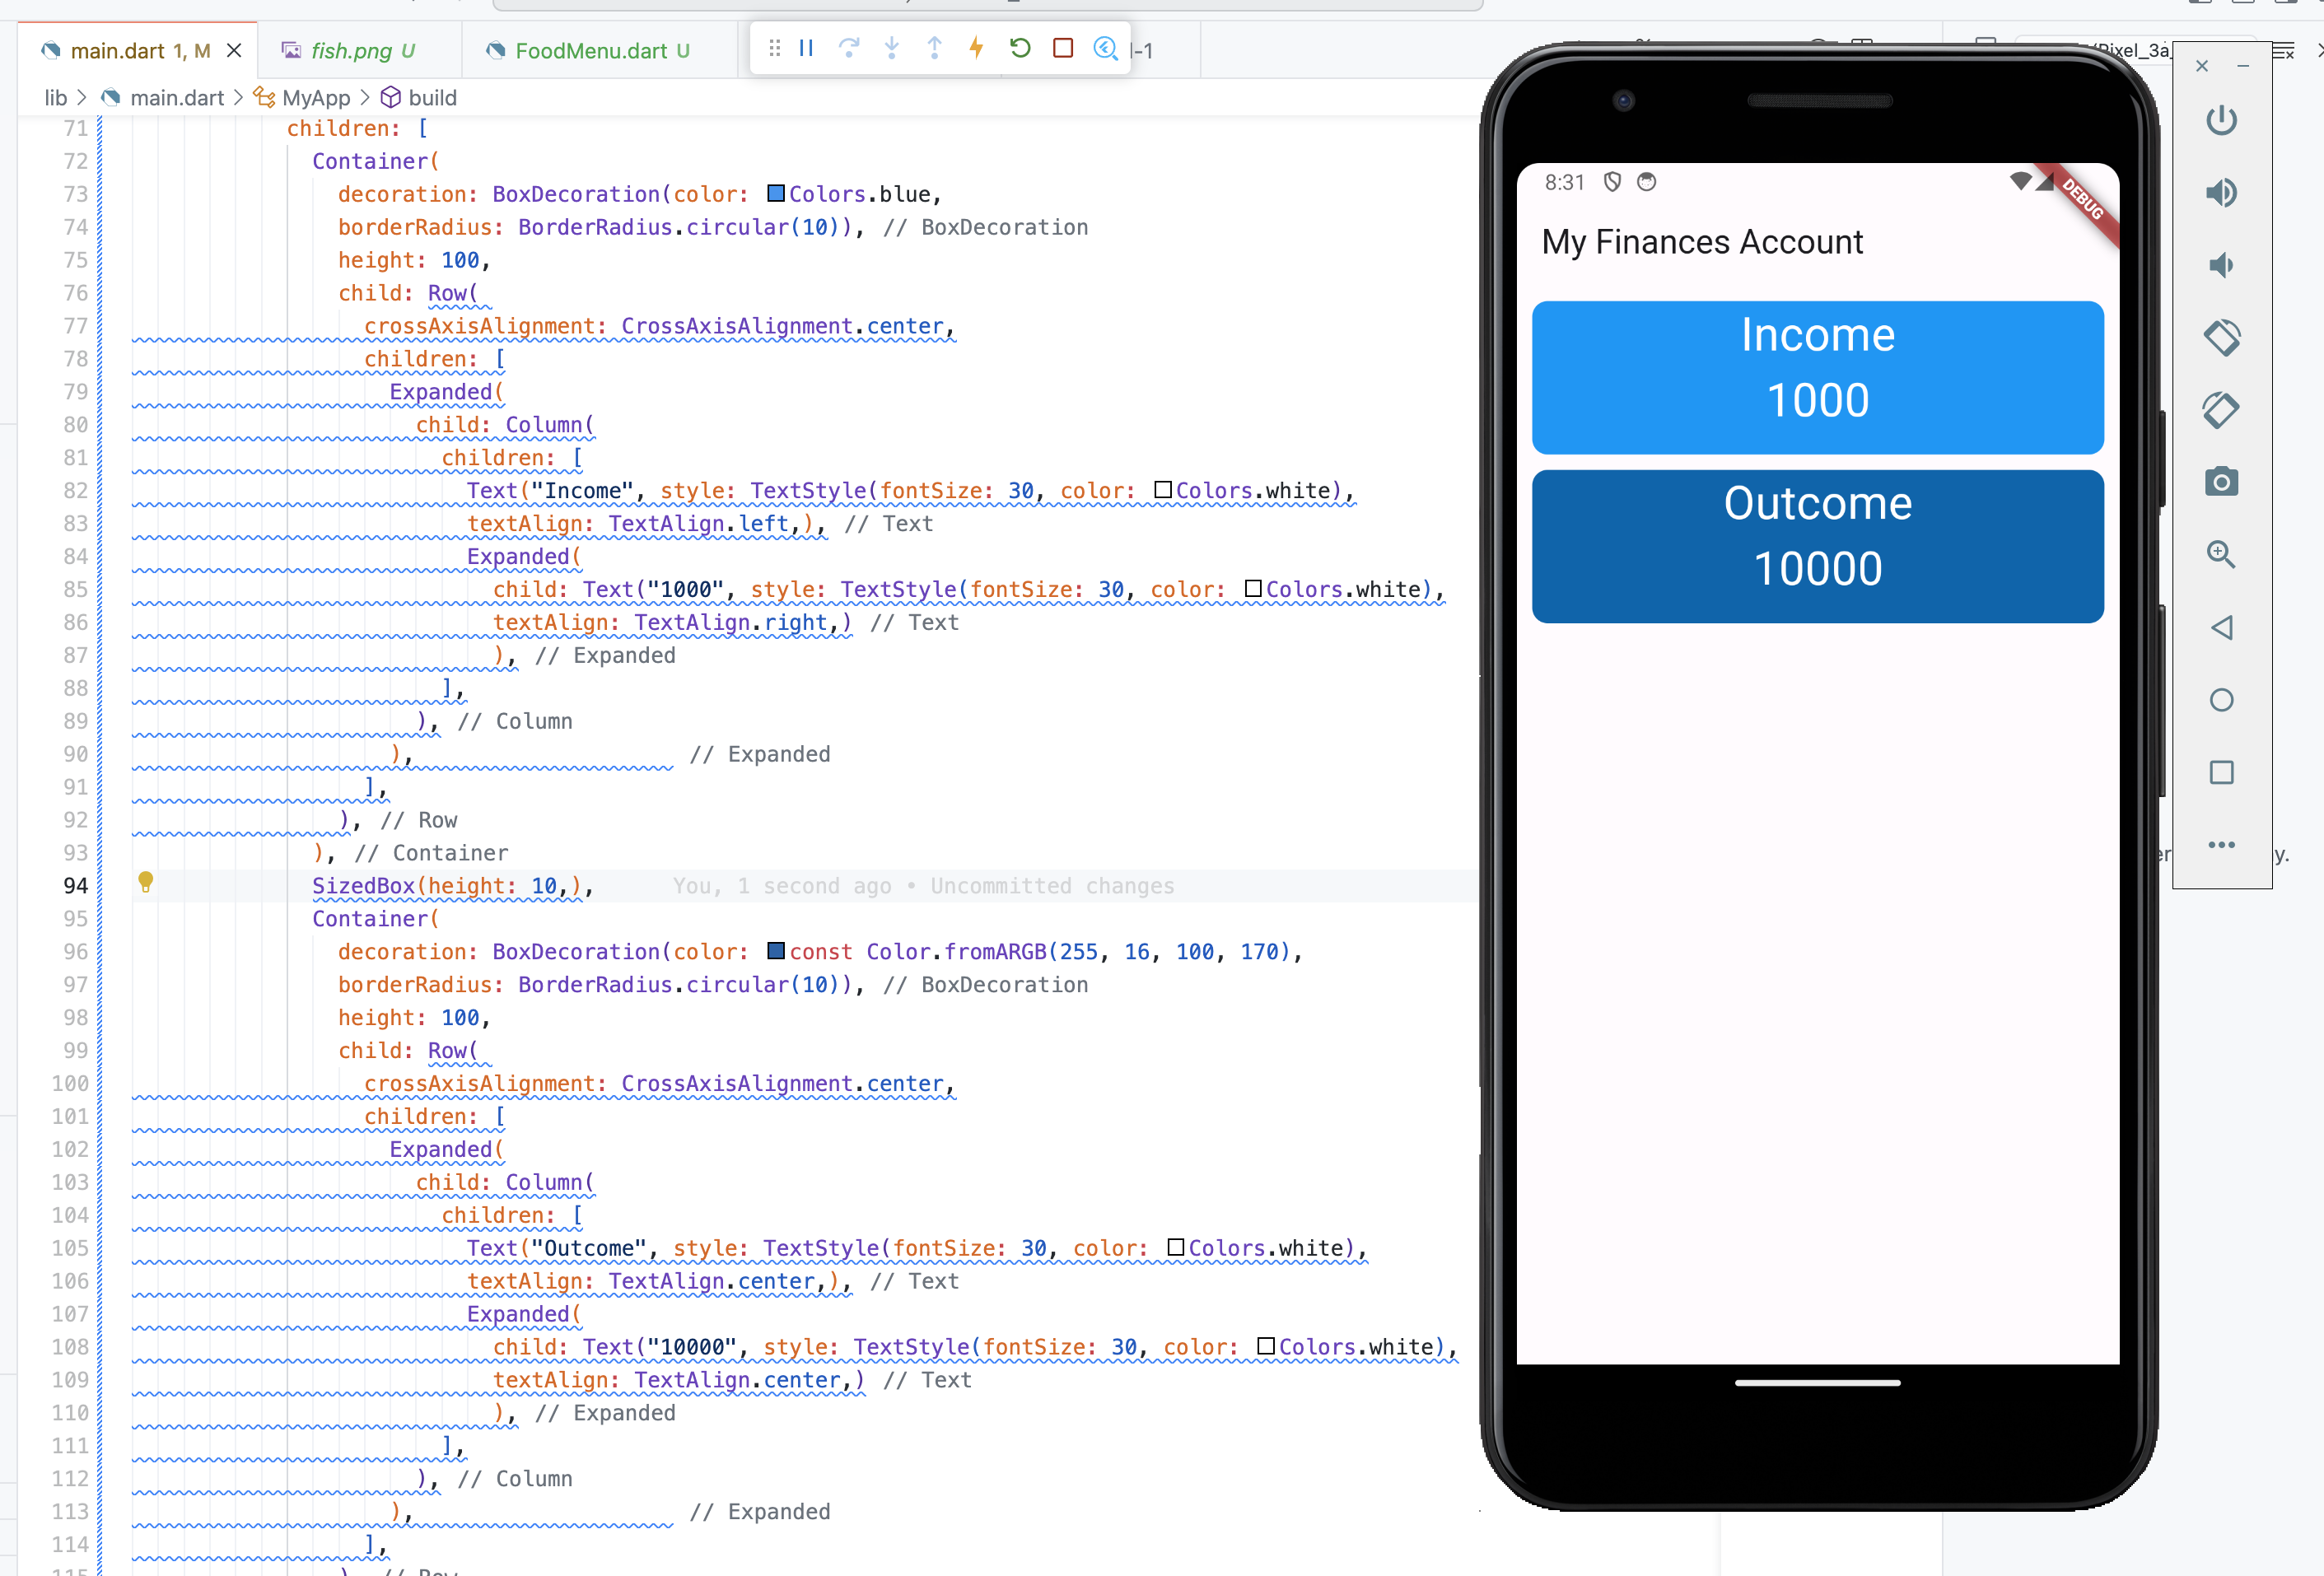 main.dart 1, M
fish.png U
FoodMenu.dart U
-1
lib > main.dart > MyApp > build
71 children: [
72 Container(
73 decoration: BoxDecoration(color: Colors.blue,
74 borderRadius: BorderRadius.circular(10)), // BoxDecoration
75 height: 100,
76 child: Row(
77 crossAxisAlignment: CrossAxisAlignment.center,
78 children: [
79 Expanded(
80 child: Column(
81 children: [
82 Text("Income", style: TextStyle(fontSize: 30, color: Colors.white),
83 textAlign: TextAlign.left,), // Text
84 Expanded(
85 child: Text("1000", style: TextStyle(fontSize: 30, color: Colors.white),
86 textAlign: TextAlign.right,) // Text
87 ), // Expanded
88 ],
89 ), // Column
90 ), // Expanded
91 ],
92 ), // Row
93 ), // Container
94 SizedBox(height: 10,), You, 1 second ago • Uncommitted changes
95 Container(
96 decoration: BoxDecoration(color: const Color.fromARGB(255, 16, 100, 170),
97 borderRadius: BorderRadius.circular(10)), // BoxDecoration
98 height: 100,
99 child: Row(
100 crossAxisAlignment: CrossAxisAlignment.center,
101 children: [
102 Expanded(
103 child: Column(
104 children: [
105 Text("Outcome", style: TextStyle(fontSize: 30, color: Colors.white),
106 textAlign: TextAlign.center,), // Text
107 Expanded(
108 child: Text("10000", style: TextStyle(fontSize: 30, color: Colors.white),
109 textAlign: TextAlign.center,) // Text
110 ), // Expanded
111 ],
112 ), // Column
113 ), // Expanded
114 ],
115 ), // Row
8:31
DEBUG
My Finances Account
Income
1000
Outcome
10000
Pixel_3a_
er
y.